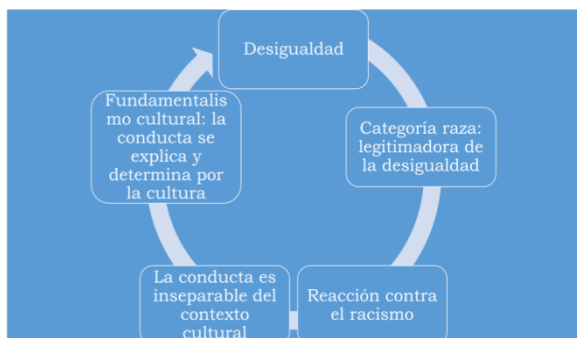 Desigualdad
Categoría raza:
legitimadora de
la desigualdad
Reacción contra
el racismo
La conducta es
inseparable del
contexto
cultural
Fundamentalis
mo cultural: la
conducta se
explica y
determina por
la cultura